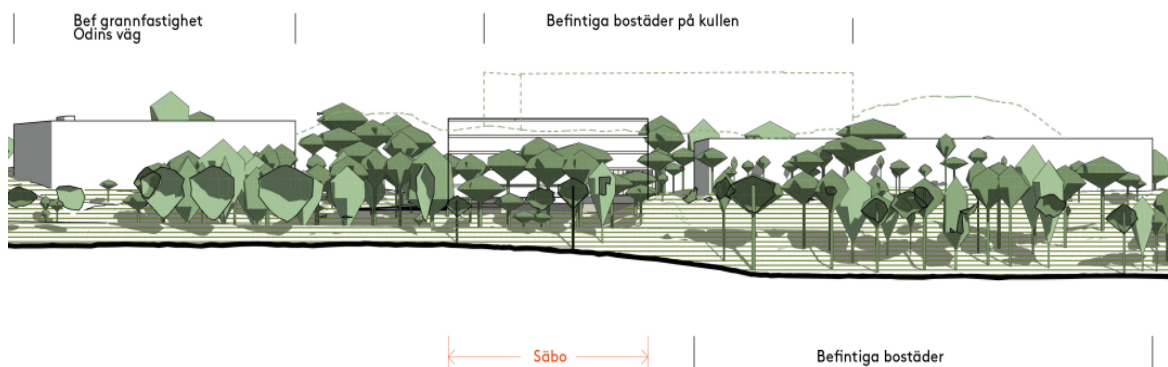 Bef grannfastighet
Odins väg
Befintiga bostäder på kullen
Säbo
Befintiga bostäder